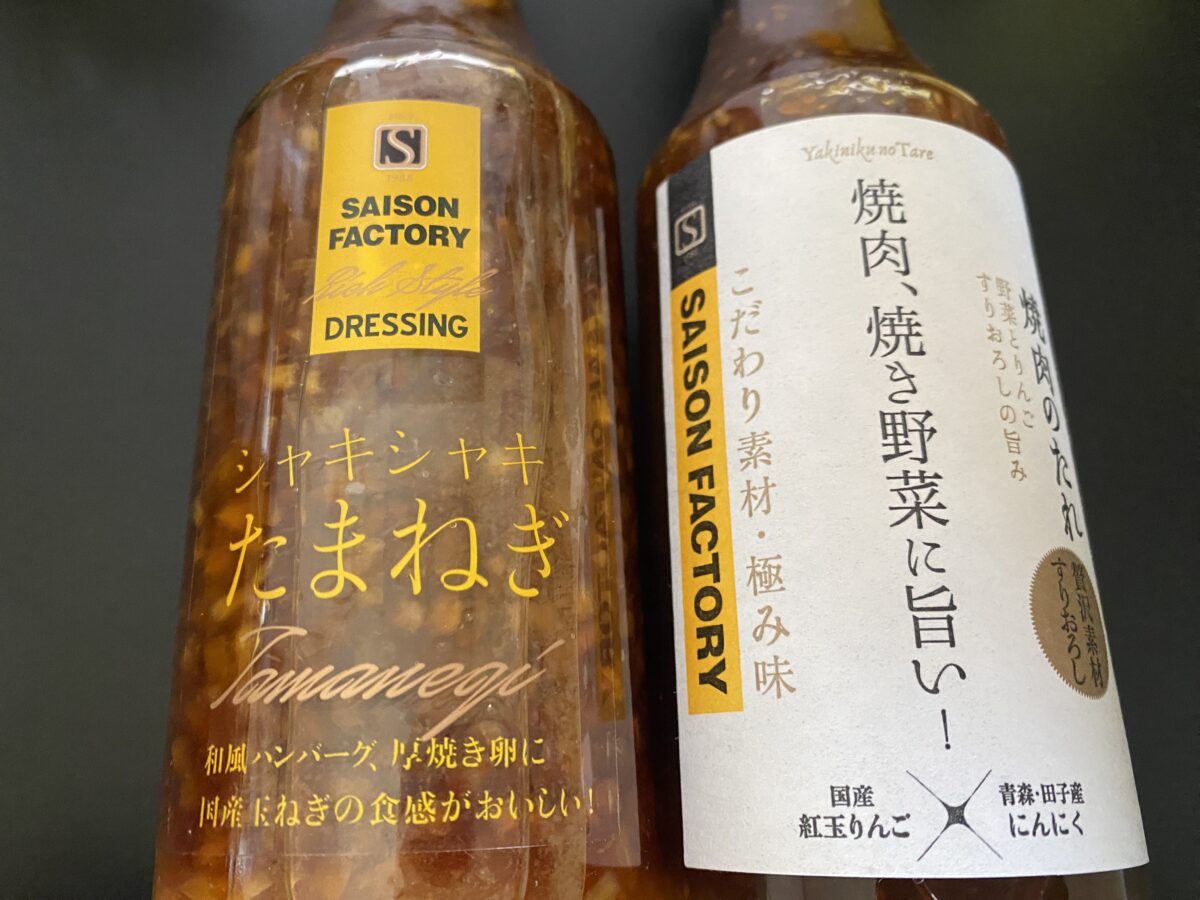 S
1988
SAISON
FACTORY
Rich Style
DRESSING
シャキシャキ
たまねぎ
Tamanegi
和風ハンバーグ、厚焼き卵に
国産玉ねぎの食感がおいしい!
Yakiniku no Tare
焼肉のたれ
野菜とりんご
すりおろしの旨み
贅沢素材
すりおろし
焼肉、焼き野菜に旨い!
こだわり素材・極み味
S
SAISON FACTORY
国産
紅玉りんご
青森・田子産
にんにく